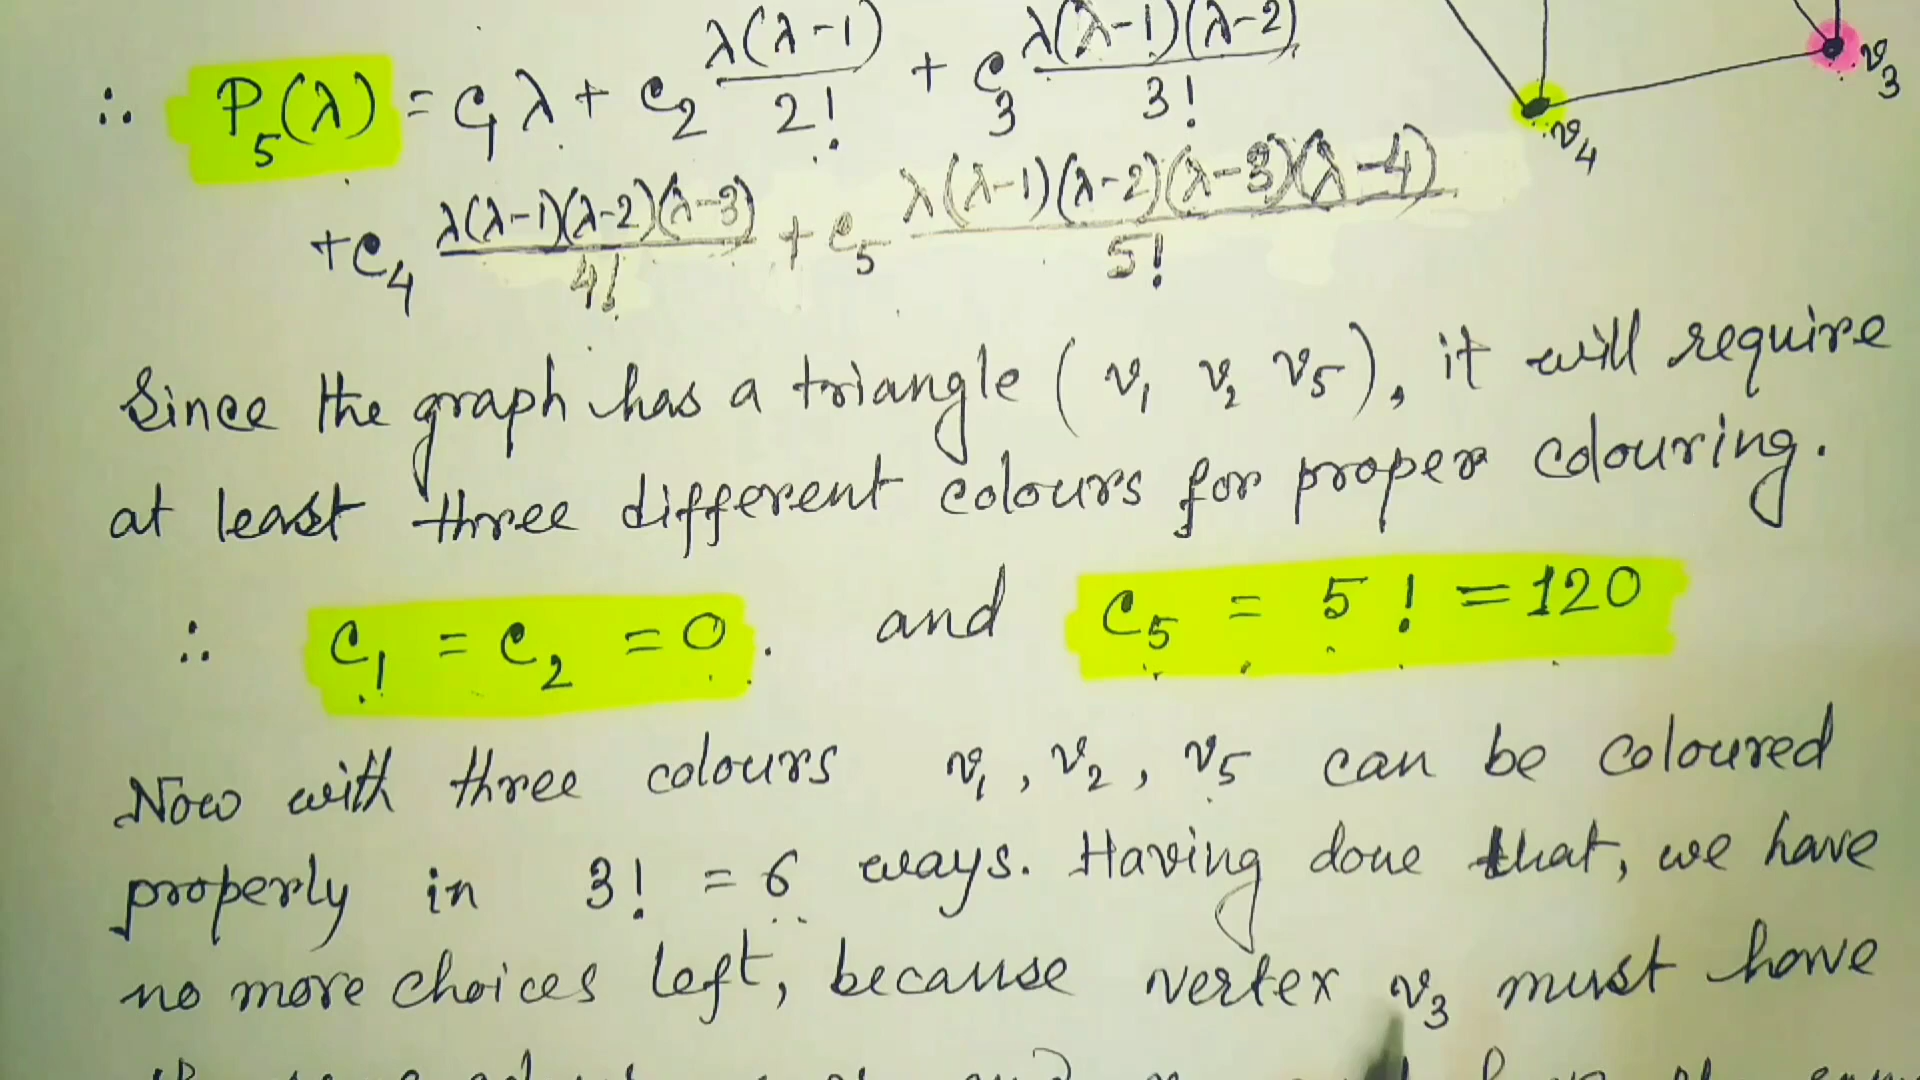 ∴ P₅(λ) = C₁λ + C₂ λ(λ-1)/2! + C₃ λ(λ-1)(λ-2)/3!
v₃
v₄
+ C₄ λ(λ-1)(λ-2)(λ-3)/4! + C₅ λ(λ-1)(λ-2)(λ-3)(λ-4)/5!
Since the graph has a triangle (v₁ v₂ v₅), it will require
at least three different colours for proper colouring.
∴ C₁ = C₂ = 0. and C₅ = 5! = 120
Now with three colours v₁, v₂, v₅ can be coloured
properly in 3! = 6 ways. Having done that, we have
no more choices left, because vertex v₃ must have